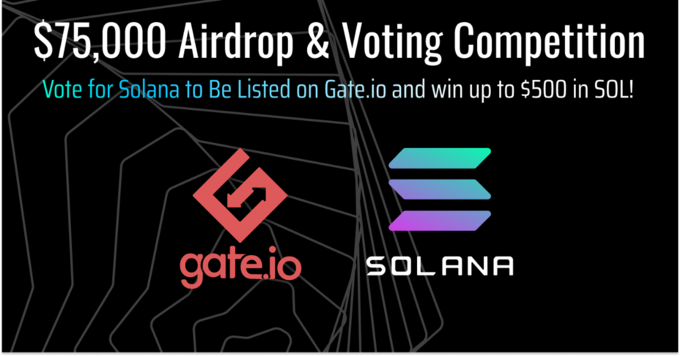 $75,000 Airdrop & Voting Competition
Vote for Solana to Be Listed on Gate.io and win up to $500 in SOL!
gate.io
SOLANA